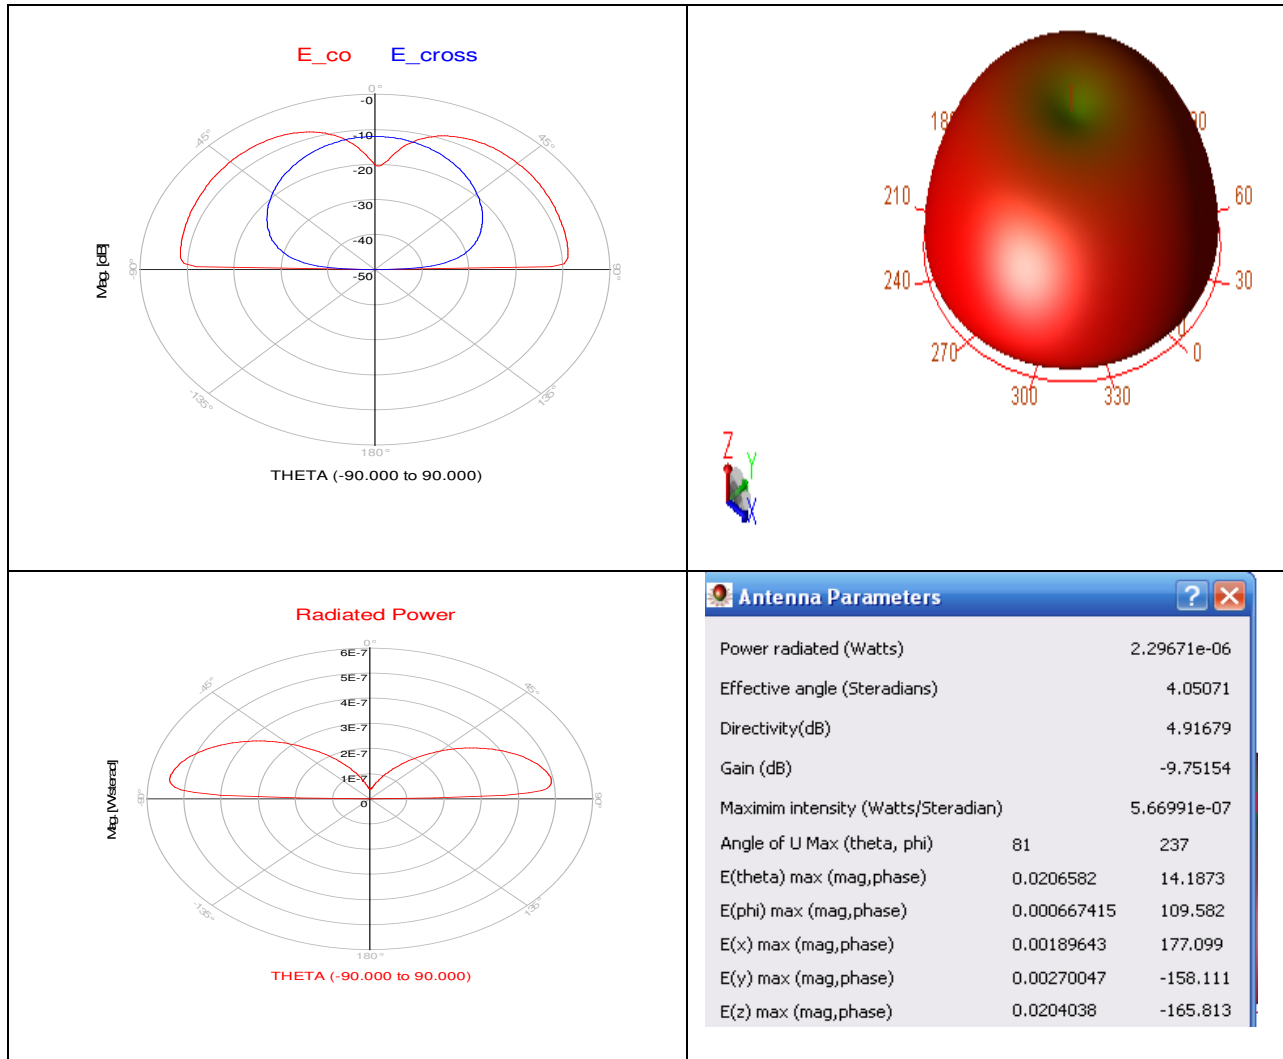 E_co E_cross
0°
-0
-10
-45°
45°
-20
-30
-40
Mag. [dB]
-90°
90°
-50
-135°
135°
180°
THETA (-90.000 to 90.000)
210
60
240
30
270
0
0
300
330
Z
Y
X
Radiated Power
0°
6E-7
5E-7
-45°
45°
4E-7
3E-7
2E-7
1E-7
Mag. [W/sterad]
-90°
90°
0
-135°
135°
180°
THETA (-90.000 to 90.000)
Antenna Parameters
Power radiated (Watts) 2.29671e-06
Effective angle (Steradians) 4.05071
Directivity(dB) 4.91679
Gain (dB) -9.75154
Maximim intensity (Watts/Steradian) 5.66991e-07
Angle of U Max (theta, phi) 81 237
E(theta) max (mag,phase) 0.0206582 14.1873
E(phi) max (mag,phase) 0.000667415 109.582
E(x) max (mag,phase) 0.00189643 177.099
E(y) max (mag,phase) 0.00270047 -158.111
E(z) max (mag,phase) 0.0204038 -165.813